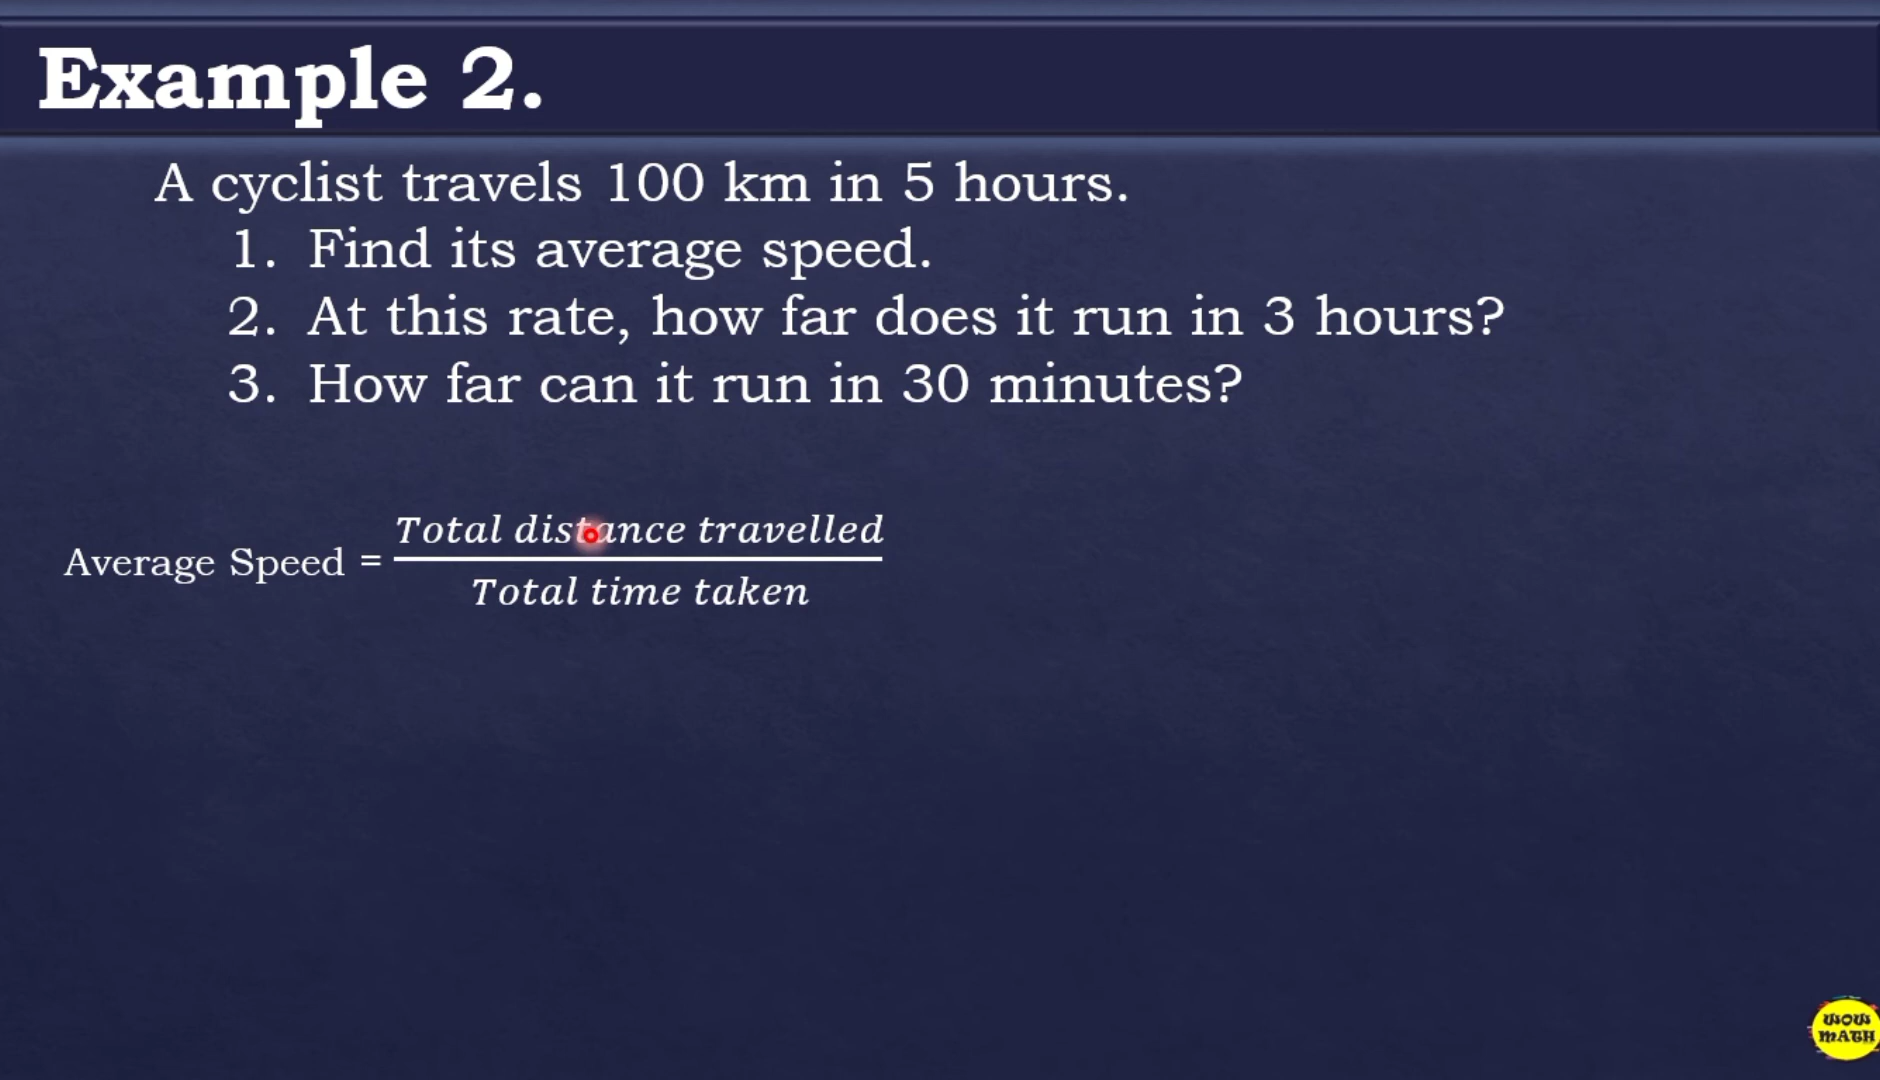 Example 2.
A cyclist travels 100 km in 5 hours.
1. Find its average speed.
2. At this rate, how far does it run in 3 hours?
3. How far can it run in 30 minutes?
Total distance travelled
Average Speed =
Total time taken
WOW
MATH